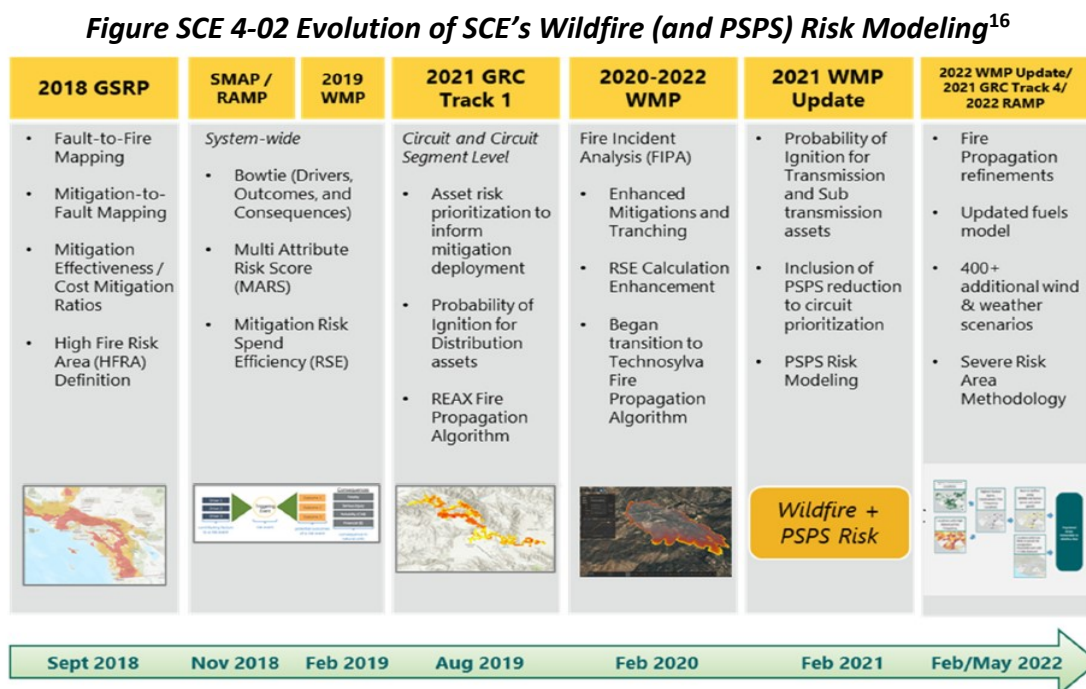 Figure SCE 4-02 Evolution of SCE's Wildfire (and PSPS) Risk Modeling16
2018 GSRP
• Fault-to-Fire
Mapping
• Mitigation-to-
Fault Mapping
• Mitigation
Effectiveness /
Cost Mitigation
Ratios
• High Fire Risk
Area (HFRA)
Definition
SMAP /
RAMP
2019
WMP
System-wide
• Bowtie (Drivers,
Outcomes, and
Consequences)
• Multi Attribute
Risk Score
(MARS)
• Mitigation Risk
Spend
Efficiency (RSE)
2021 GRC
Track 1
Circuit and Circuit
Segment Level
• Asset risk
prioritization to
inform
mitigation
deployment
• Probability of
Ignition for
Distribution
assets
• REAX Fire
Propagation
Algorithm
2020-2022
WMP
Fire Incident
Analysis (FIPA)
• Enhanced
Mitigations and
Tranching
• RSE Calculation
Enhancement
• Began
transition to
Technosylva
Fire
Propagation
Algorithm
2021 WMP
Update
• Probability of
Ignition for
Transmission
and Sub
transmission
assets
• Inclusion of
PSPS reduction
to circuit
prioritization
• PSPS Risk
Modeling
Wildfire +
PSPS Risk
2022 WMP Update/
2021 GRC Track 4/
2022 RAMP
• Fire
Propagation
refinements
• Updated fuels
model
• 400+
additional wind
& weather
scenarios
• Severe Risk
Area
Methodology
Sept 2018
Nov 2018
Feb 2019
Aug 2019
Feb 2020
Feb 2021
Feb/May 2022